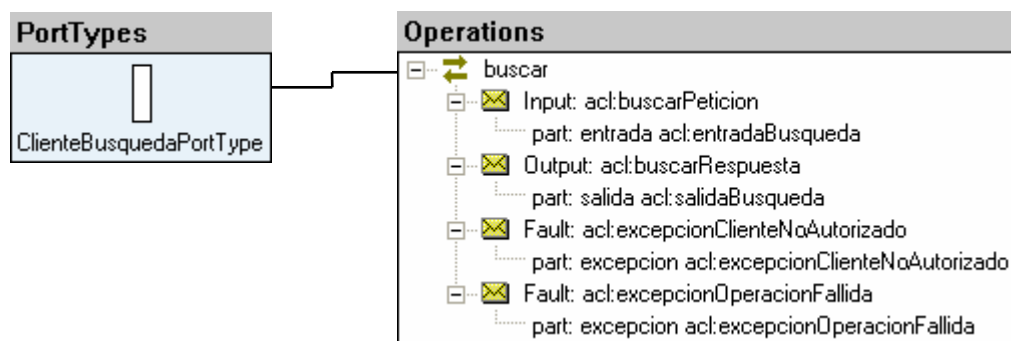 PortTypes
ClienteBusquedaPortType
Operations
buscar
Input: acl:buscarPeticion
part: entrada acl:entradaBusqueda
Output: acl:buscarRespuesta
part: salida acl:salidaBusqueda
Fault: acl:excepcionClienteNoAutorizado
part: excepcion acl:excepcionClienteNoAutorizado
Fault: acl:excepcionOperacionFallida
part: excepcion acl:excepcionOperacionFallida